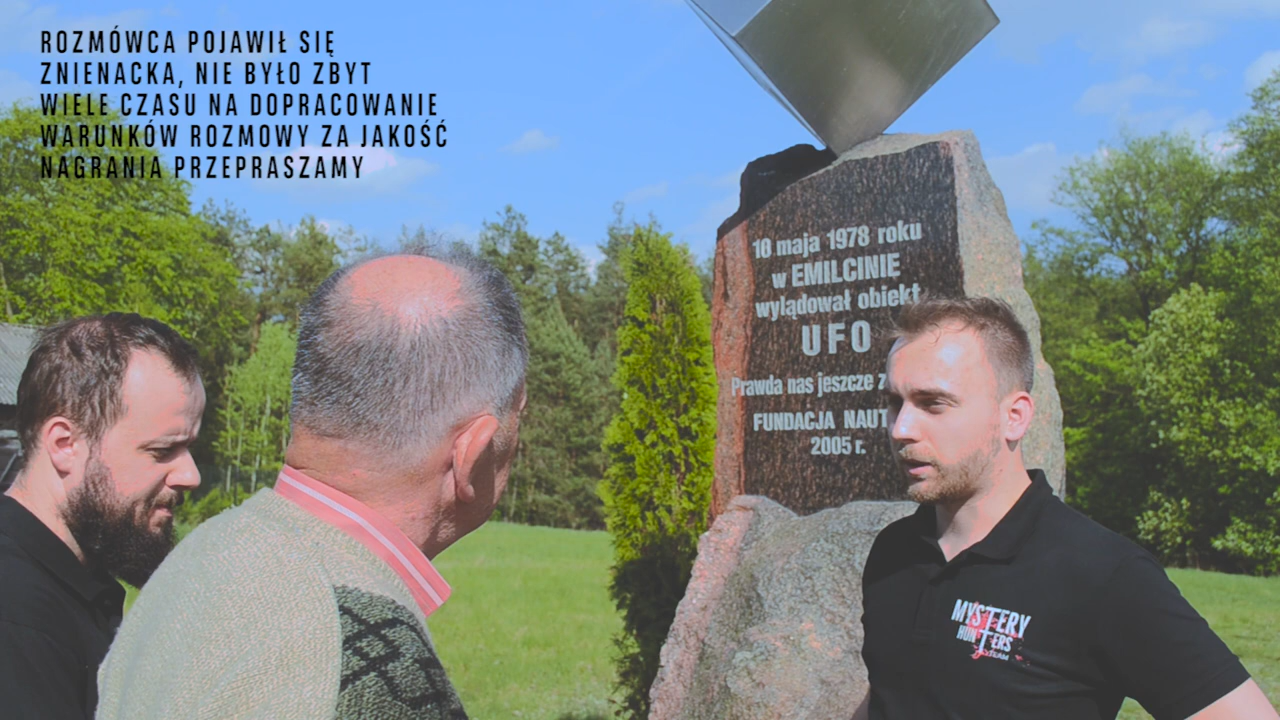 ROZMÓWCA POJAWIŁ SIĘ
ZNIENACKA, NIE BYŁO ZBYT
WIELE CZASU NA DOPRACOWANIE
WARUNKÓW ROZMOWY ZA JAKOŚĆ
NAGRANIA PRZEPRASZAMY
10 maja 1978 roku
w EMILCINIE
wylądował obiekt
UFO
Prawda nas jeszcze z
FUNDACJA NAUT
2005 r.
MYSTERY
HUNTERS